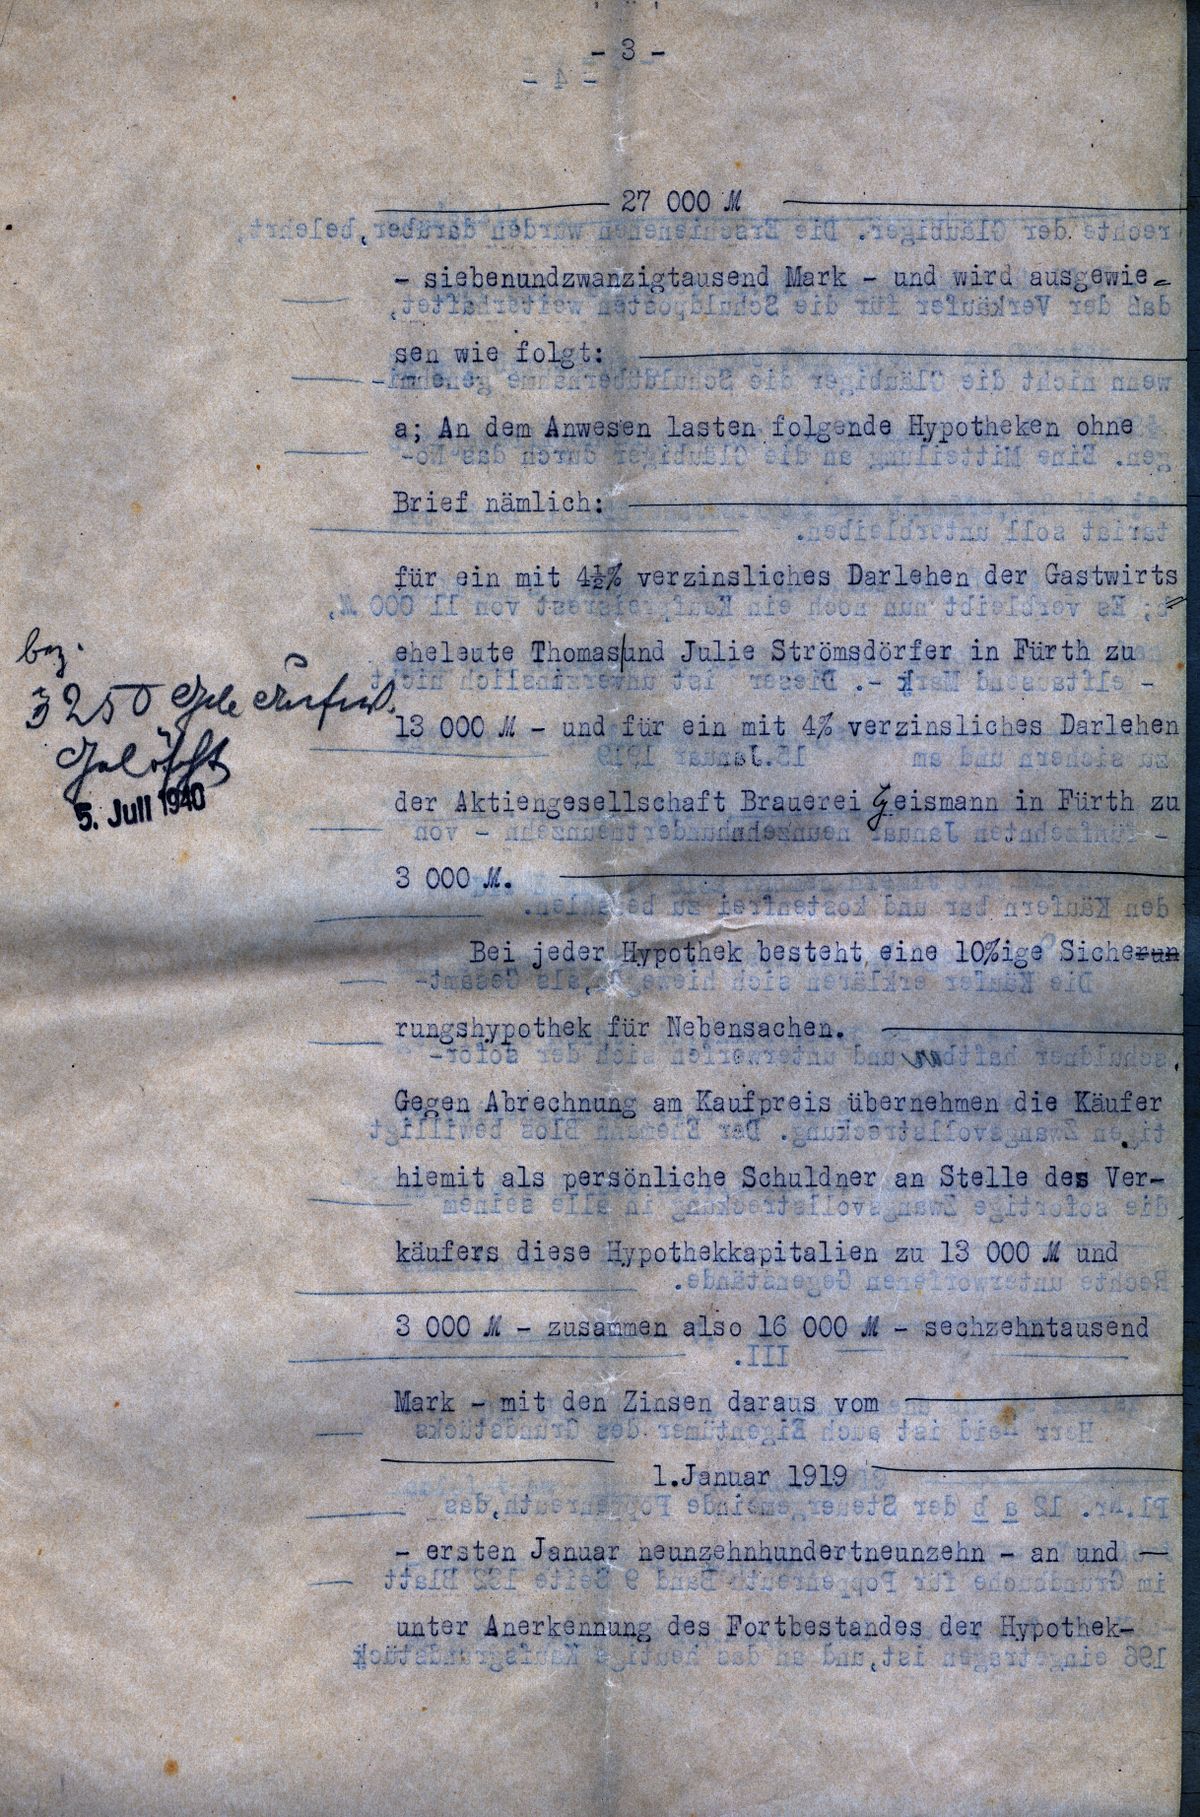 - 3 -
27 000 M
- siebenundzwanzigtausend Mark - und wird ausgewie-
sen wie folgt:
a; An dem Anwesen lasten folgende Hypotheken ohne
Brief nämlich:
für ein mit 4½% verzinsliches Darlehen der Gastwirts
eheleute Thomas und Julie Strömsdörfer in Fürth zu
13 000 M - und für ein mit 4% verzinsliches Darlehen
der Aktiengesellschaft Brauerei Geismann in Fürth zu
3 000 M.
Bei jeder Hypothek besteht eine 10%ige Sicherun
rungshypothek für Nebensachen.
Gegen Abrechnung am Kaufpreis übernehmen die Käufer
hiemit als persönliche Schuldner an Stelle des Ver-
käufers diese Hypothekkapitalien zu 13 000 M und
3 000 M - zusammen also 16 000 M - sechzehntausend
Mark - mit den Zinsen daraus vom
1.Januar 1919
- ersten Januar neunzehnhundertneunzehn - an und
unter Anerkennung des Fortbestandes der Hypothek-
bez.
3250
Gelöscht
5. Juli 1940